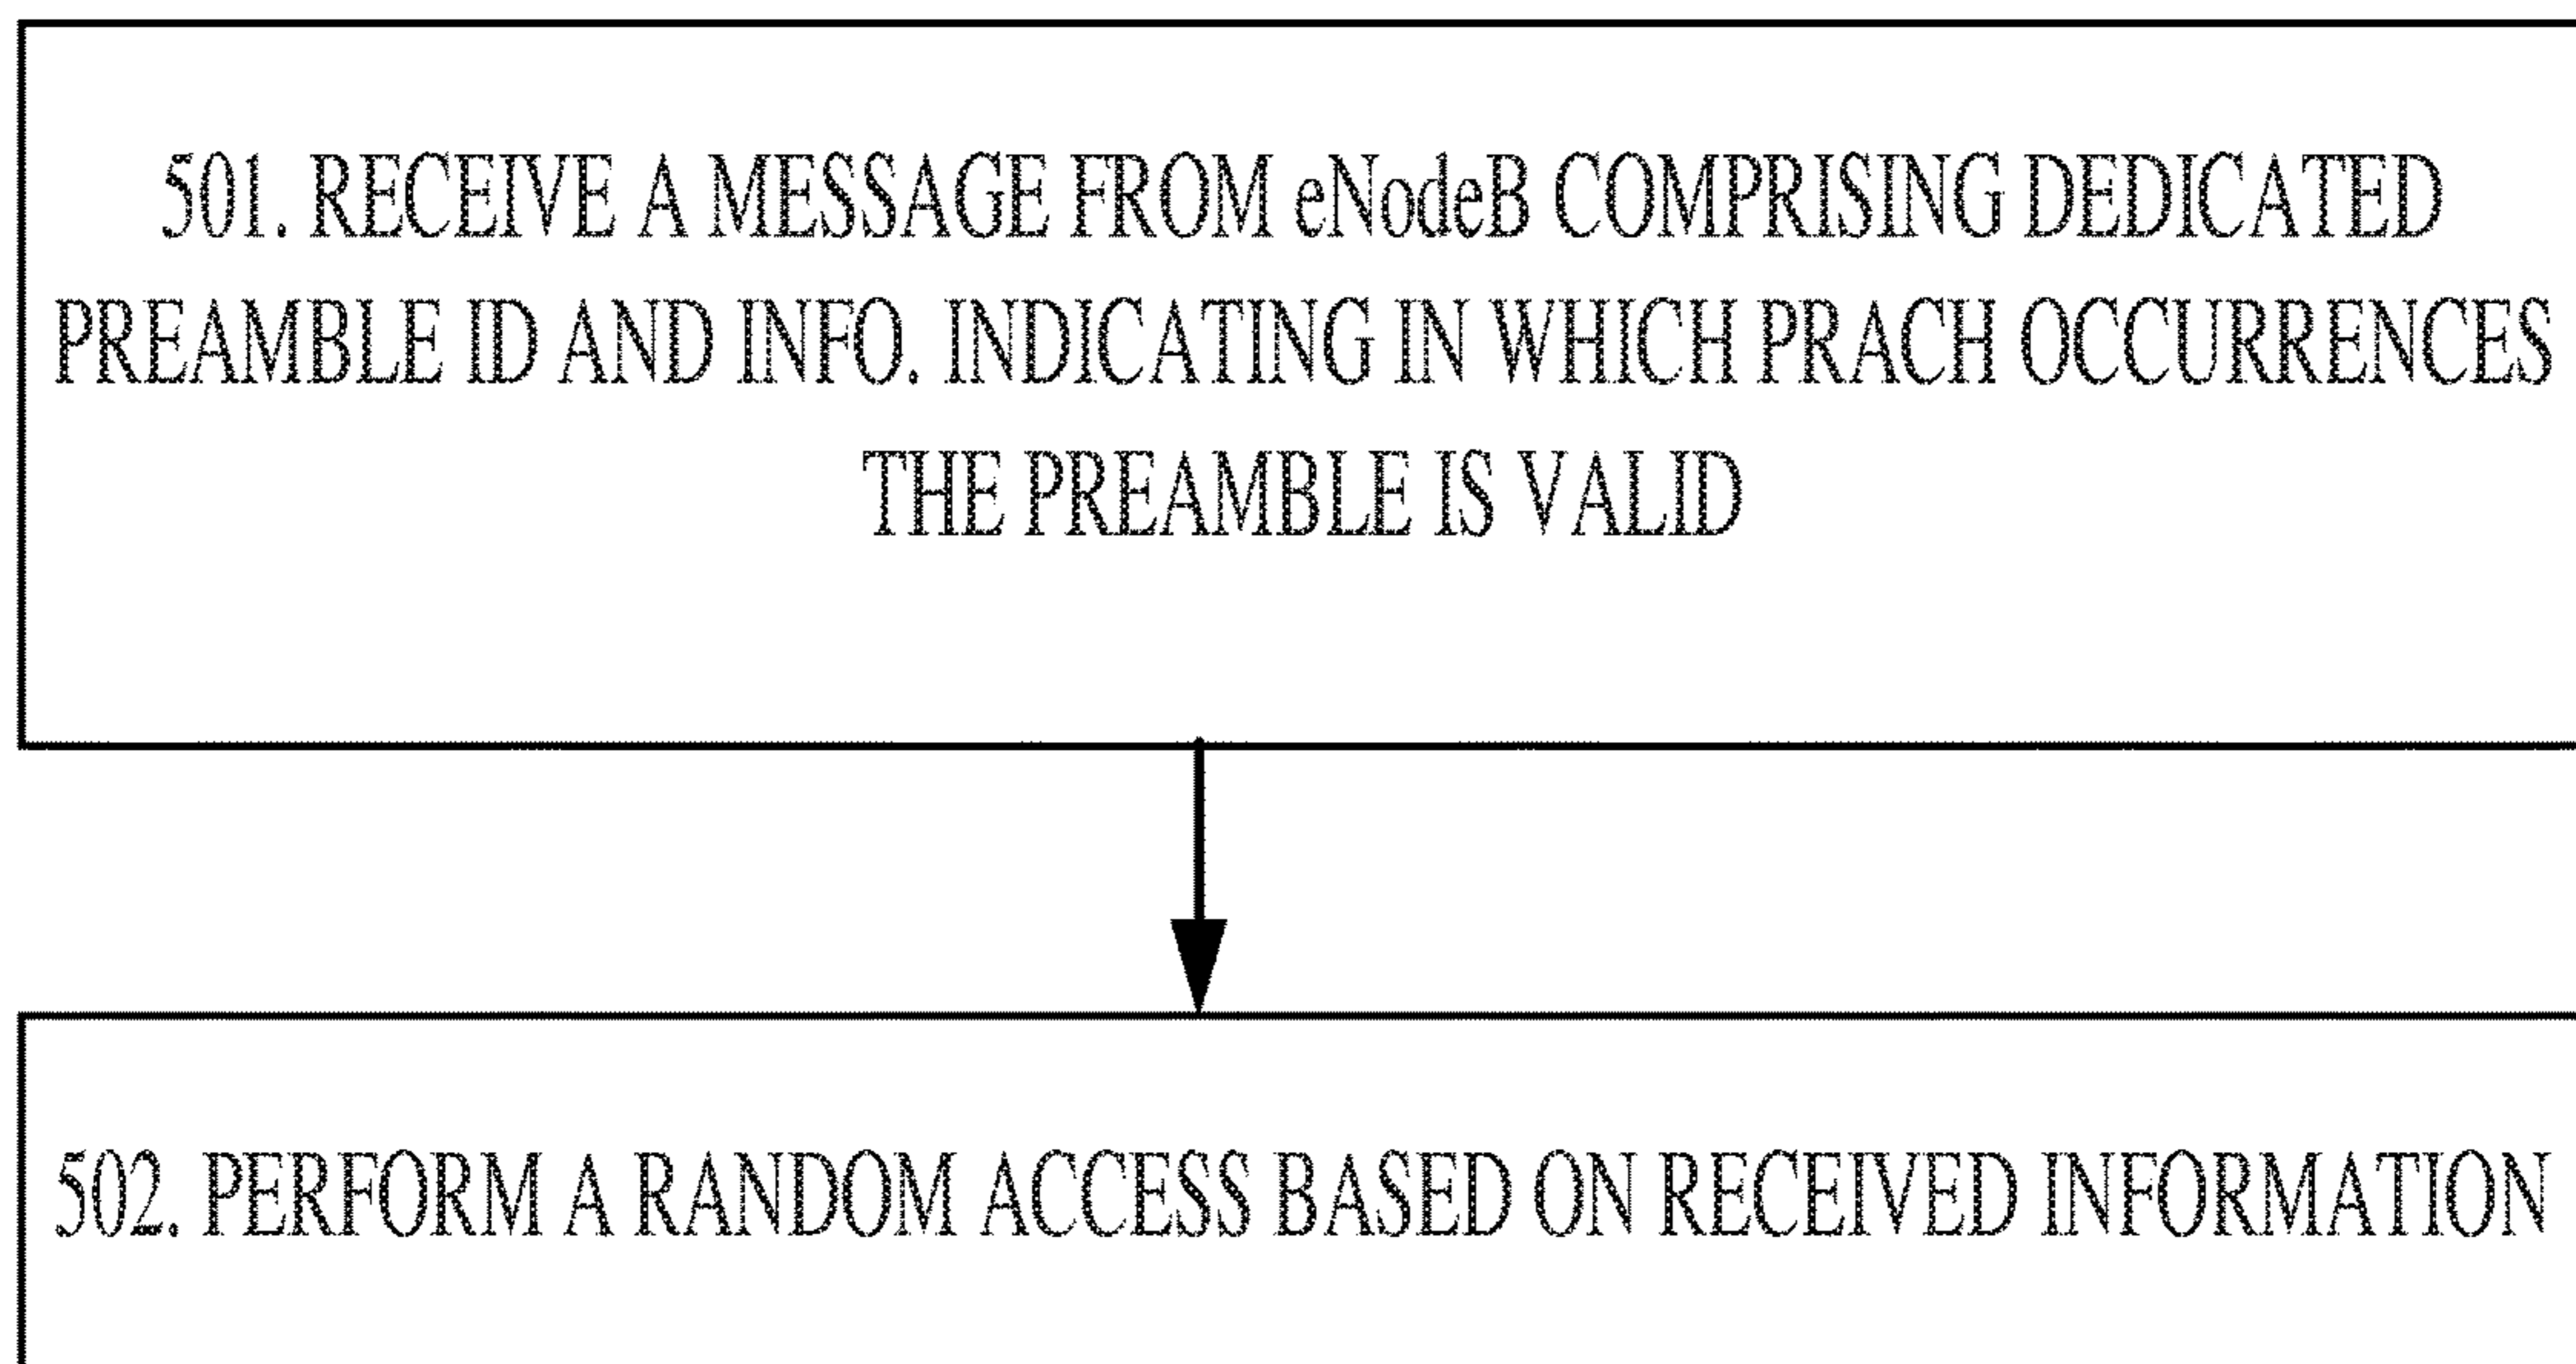 501. RECEIVE A MESSAGE FROM eNodeB COMPRISING DEDICATED
PREAMBLE ID AND INFO. INDICATING IN WHICH PRACH OCCURRENCES
THE PREAMBLE IS VALID
502. PERFORM A RANDOM ACCESS BASED ON RECEIVED INFORMATION